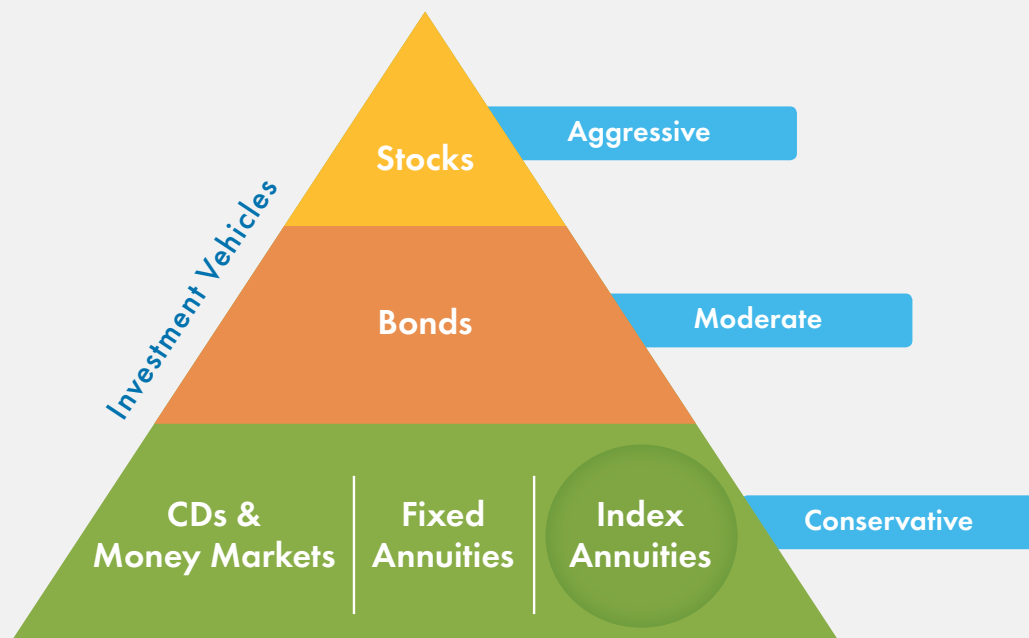 Stocks
Aggressive
Investment Vehicles
Bonds
Moderate
CDs &
Money Markets
Fixed
Annuities
Index
Annuities
Conservative